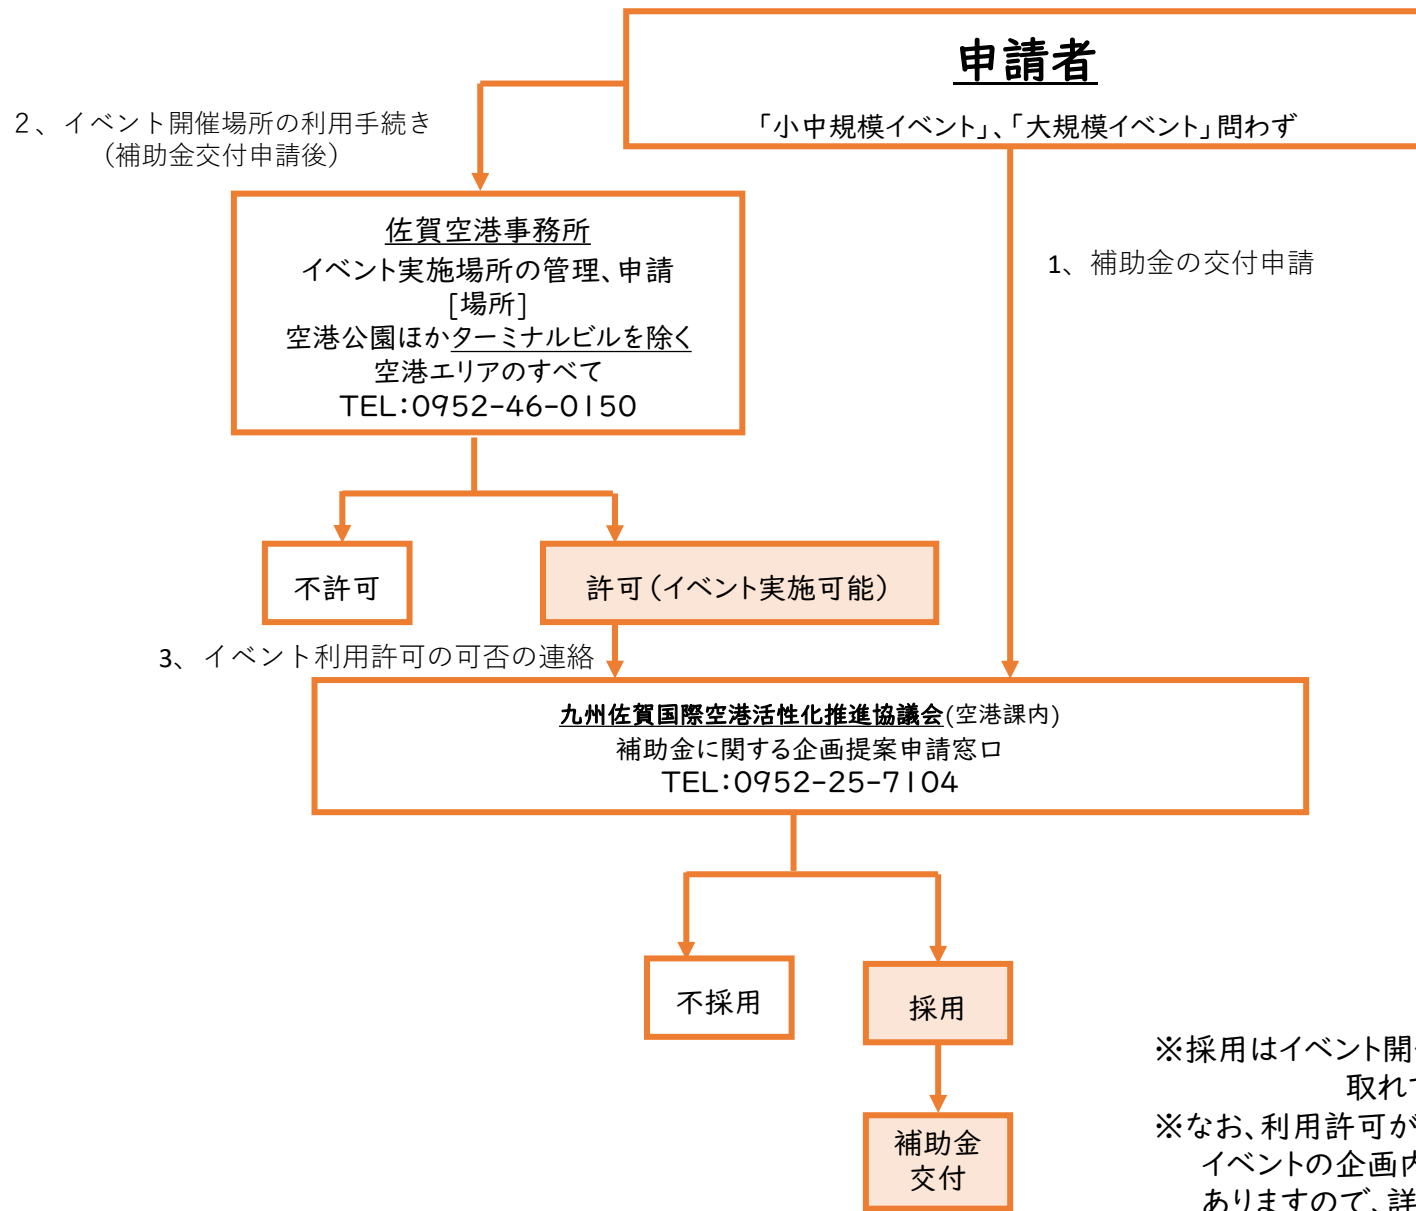 申請者
「小中規模イベント」、「大規模イベント」問わず
2、イベント開催場所の利用手続き
(補助金交付申請後)
佐賀空港事務所
イベント実施場所の管理、申請
[場所]
空港公園ほかターミナルビルを除く
空港エリアのすべて
TEL:0952-46-0150
1、補助金の交付申請
不許可
許可(イベント実施可能)
3、イベント利用許可の可否の連絡
九州佐賀国際空港活性化推進協議会(空港課内)
補助金に関する企画提案申請窓口
TEL:0952-25-7104
不採用
採用
補助金
交付
※採用はイベント開
取れ
※なお、利用許可が
イベントの企画
ありますので、詳